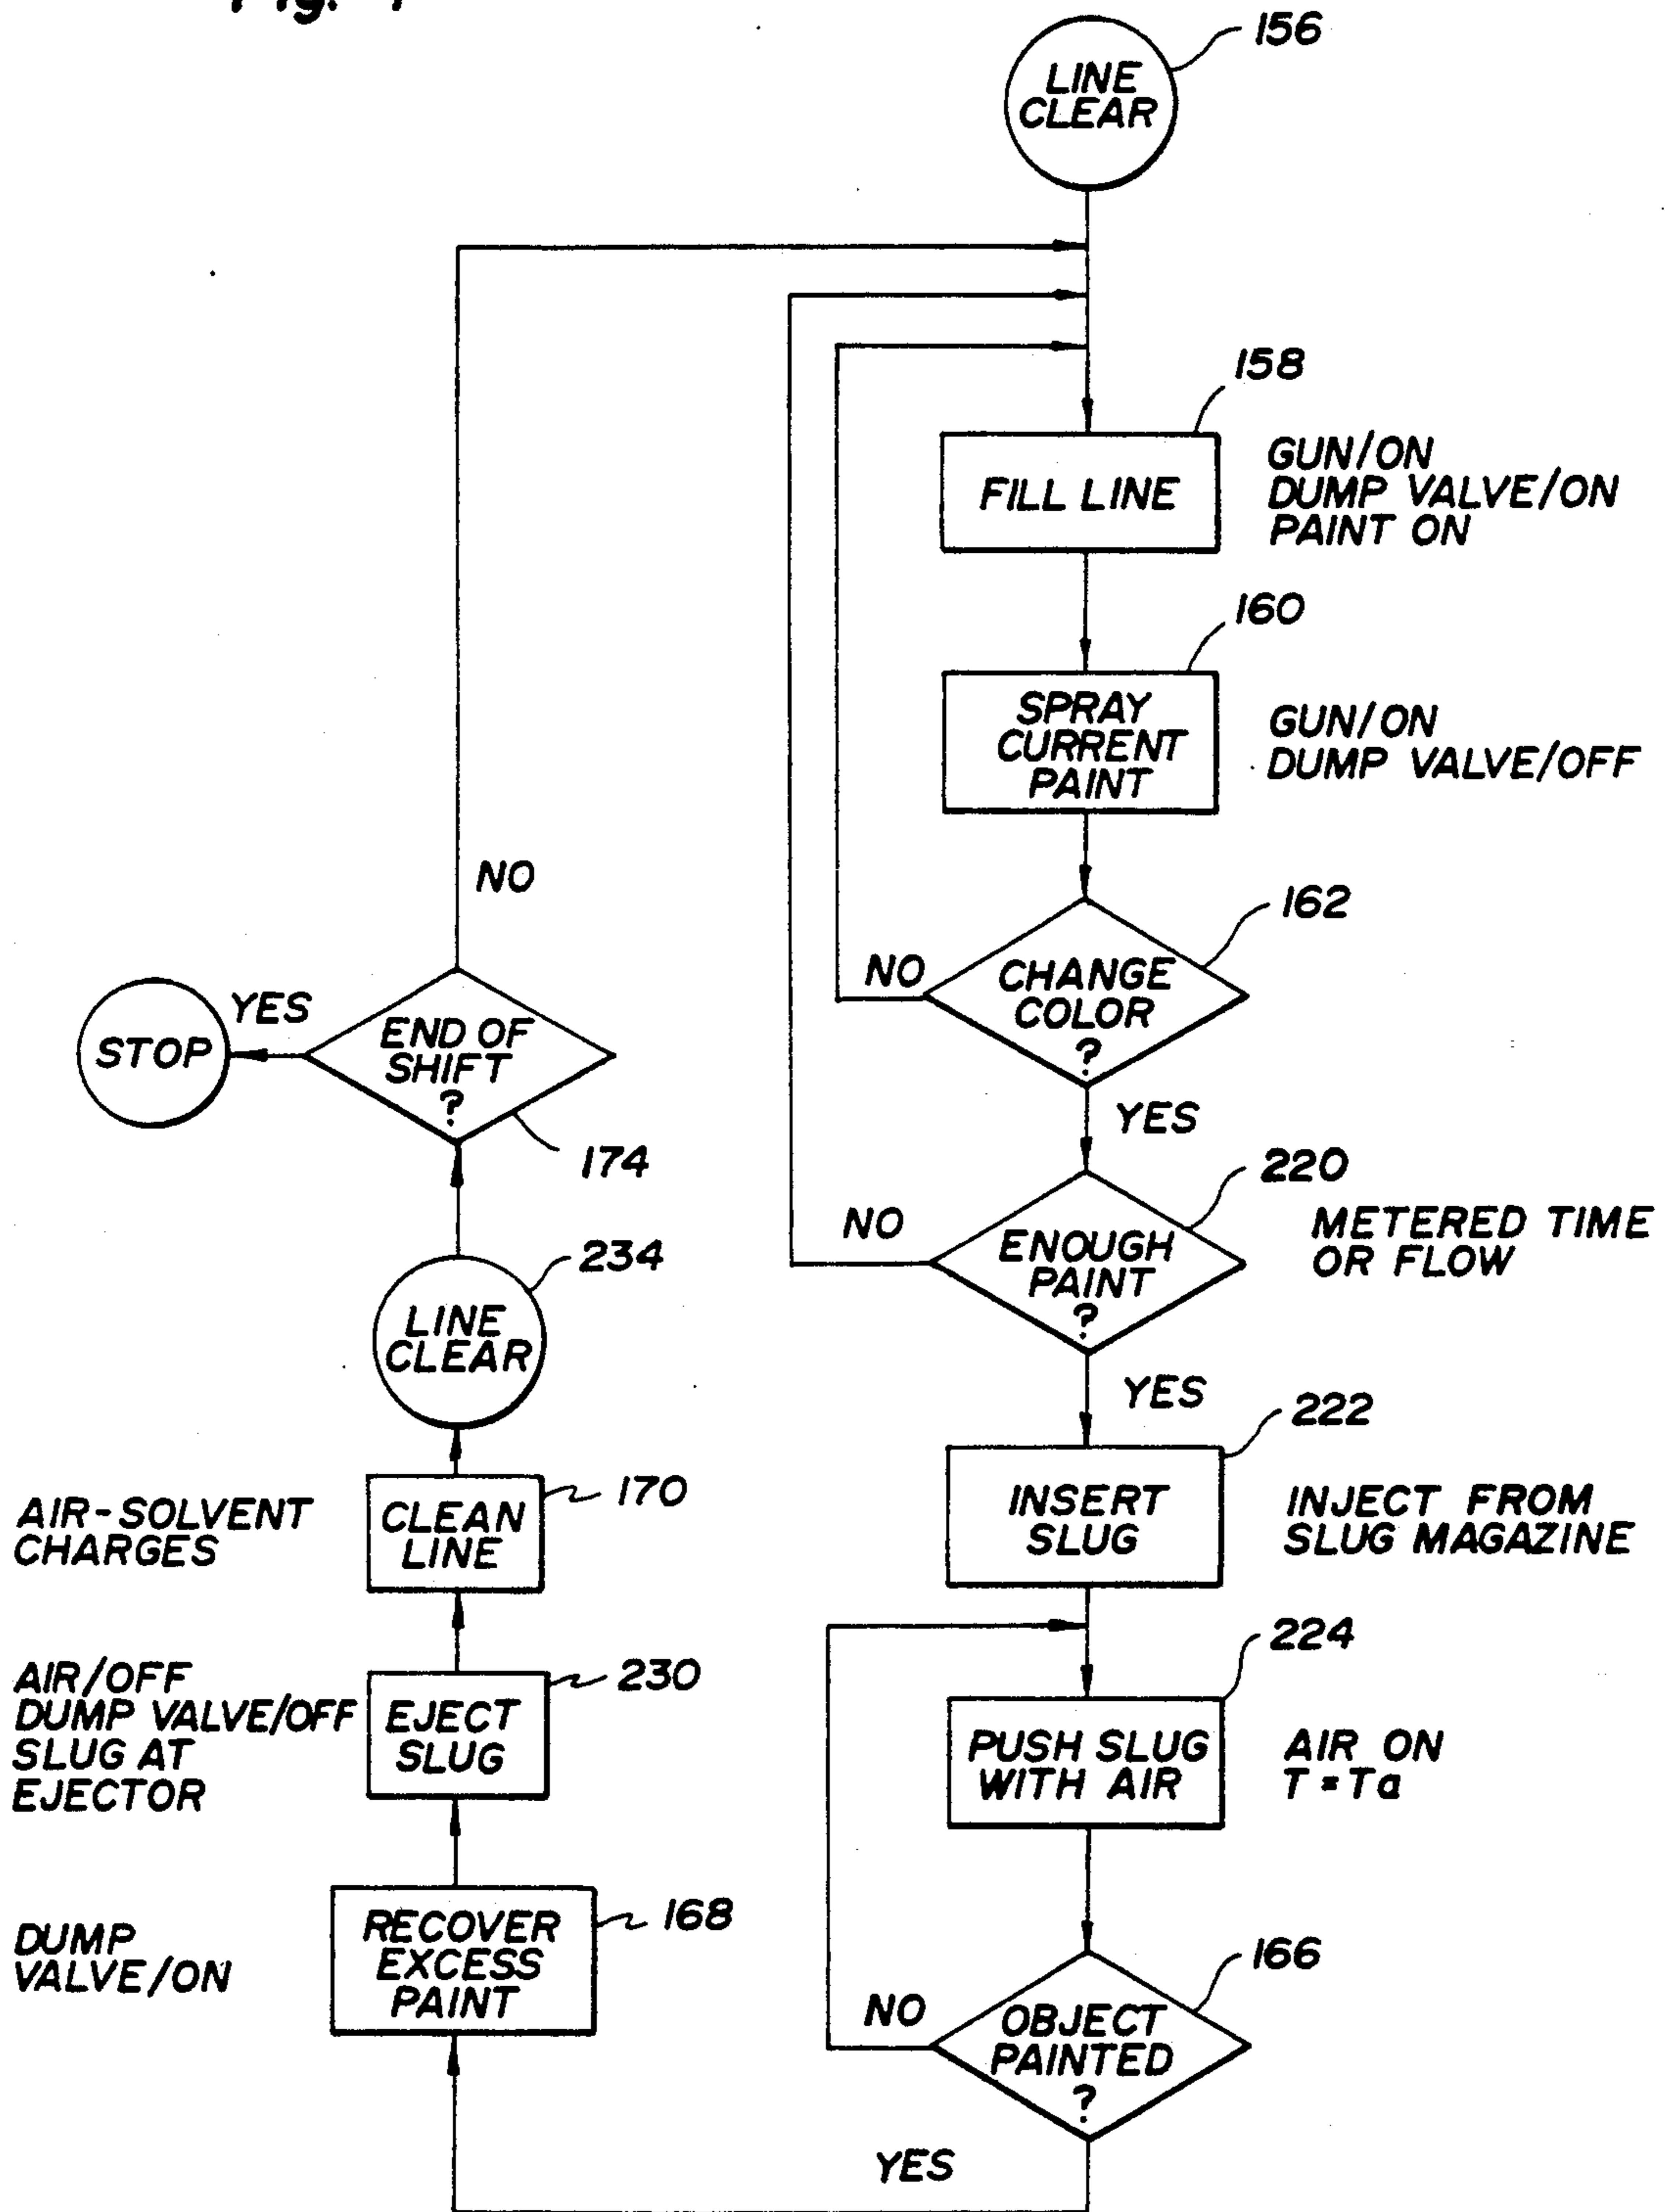 Fig.
156
LINE
CLEAR
158
FILL LINE
GUN/ON
DUMP VALVE/ON
PAINT ON
160
SPRAY
CURRENT
PAINT
GUN/ON
DUMP VALVE/OFF
162
CHANGE
COLOR
?
NO
YES
220
ENOUGH
PAINT
?
NO
METERED TIME
OR FLOW
YES
222
INSERT
SLUG
INJECT FROM
SLUG MAGAZINE
224
PUSH SLUG
WITH AIR
AIR ON
T = Ta
166
OBJECT
PAINTED
?
NO
YES
168
RECOVER
EXCESS
PAINT
DUMP
VALVE/ON
230
EJECT
SLUG
AIR/OFF
DUMP VALVE/OFF
SLUG AT
EJECTOR
170
CLEAN
LINE
AIR-SOLVENT
CHARGES
234
LINE
CLEAR
174
END OF
SHIFT
?
NO
YES
STOP